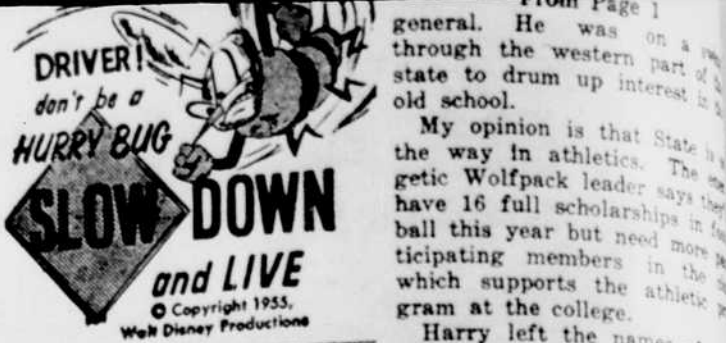 DRIVER!
don't be a
HURRY BUG
SLOW DOWN
and LIVE
© Copyright 1955,
Walt Disney Productions
From Page 1
general. He was on a
through the western part of
state to drum up interest in
old school.
My opinion is that State is
the way in athletics. The
getic Wolfpack leader says they
have 16 full scholarships in
ball this year but need more
ticipating members in the
which supports the athletic
gram at the college.
Harry left the names